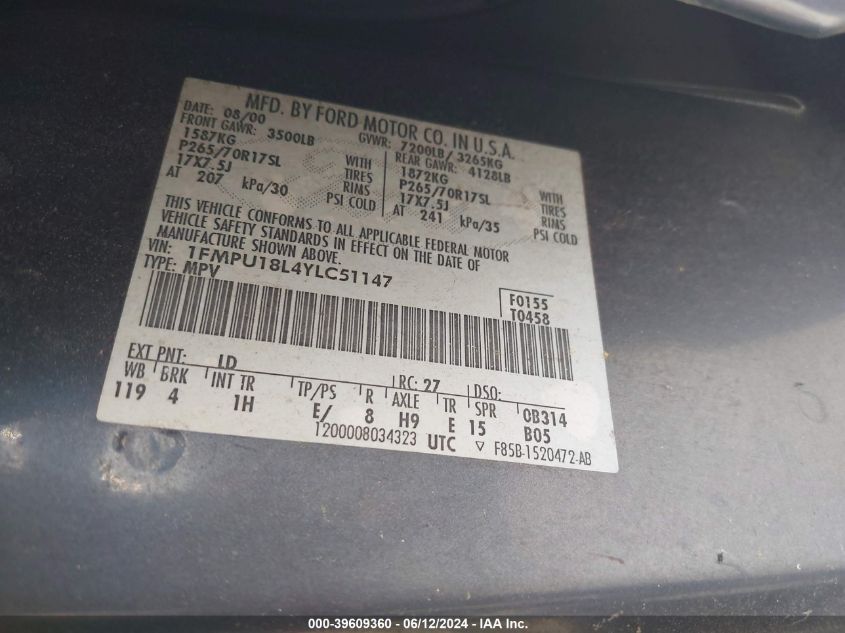 MFD. BY FORD MOTOR CO. IN U.S.A.
DATE: 08/00 GVWR: 7200LB/ 3265KG
FRONT GAWR: 3500LB REAR GAWR: 4128LB
1587KG WITH 1872KG WITH
P265/70R17SL TIRES P265/70R17SL TIRES
17X7.5J RIMS 17X7.5J RIMS
AT 207 kPa/30 PSI COLD AT 241 kPa/35 PSI COLD
THIS VEHICLE CONFORMS TO ALL APPLICABLE FEDERAL MOTOR
VEHICLE SAFETY STANDARDS IN EFFECT ON THE DATE OF
MANUFACTURE SHOWN ABOVE.
VIN: 1FMPU18L4YLC51147
TYPE: MPV
F0155
T0458
EXT PNT: LD RC: 27 DSO:
WB BRK INT TR TP/PS R AXLE TR SPR 0B314
119 4 1H E/ 8 H9 E 15 B05
1200008034323 UTC ▽ F85B-1520472-AB
000-39609360 - 06/12/2024 - IAA Inc.